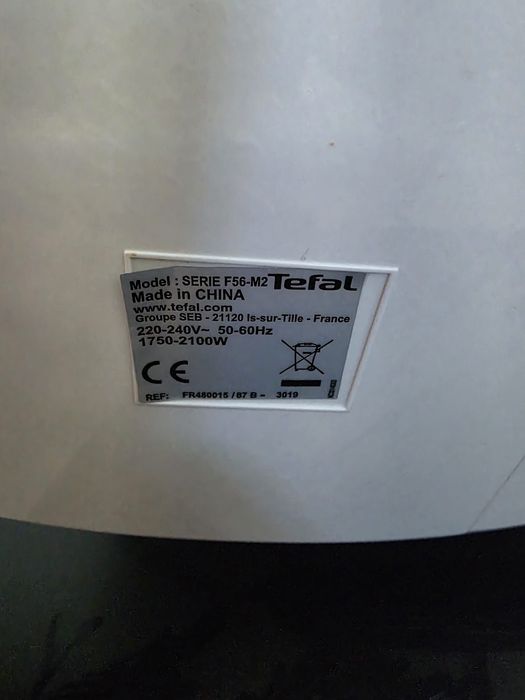 Model : SERIE F56-M2 Tefal
Made in CHINA
www.tefal.com
Groupe SEB - 21120 Is-sur-Tille - France
220-240V~ 50-60Hz
1750-2100W
CE
REF: FR480015 / 87 B - 3019